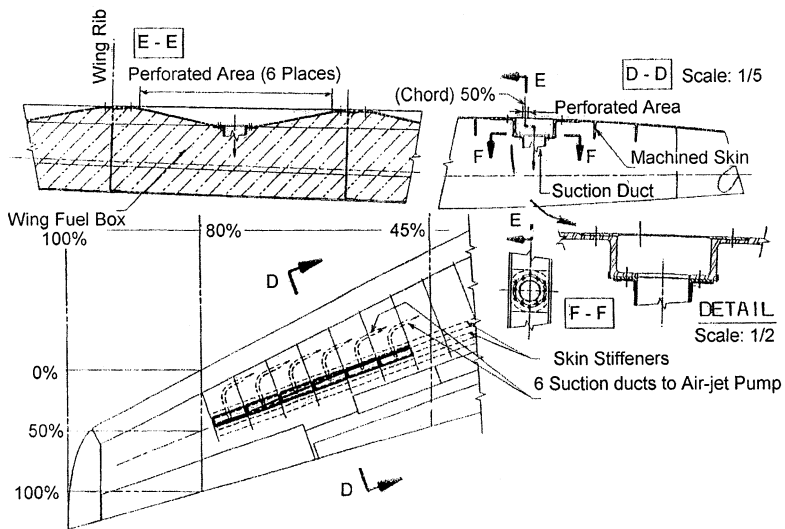 E - E
Wing Rib
Perforated Area (6 Places)
Wing Fuel Box
D - D
Scale: 1/5
E
(Chord) 50%
Perforated Area
F
F
Machined Skin
Suction Duct
E
F - F
DETAIL
Scale: 1/2
100%
80%
45%
D
0%
50%
100%
Skin Stiffeners
6 Suction ducts to Air-jet Pump
D